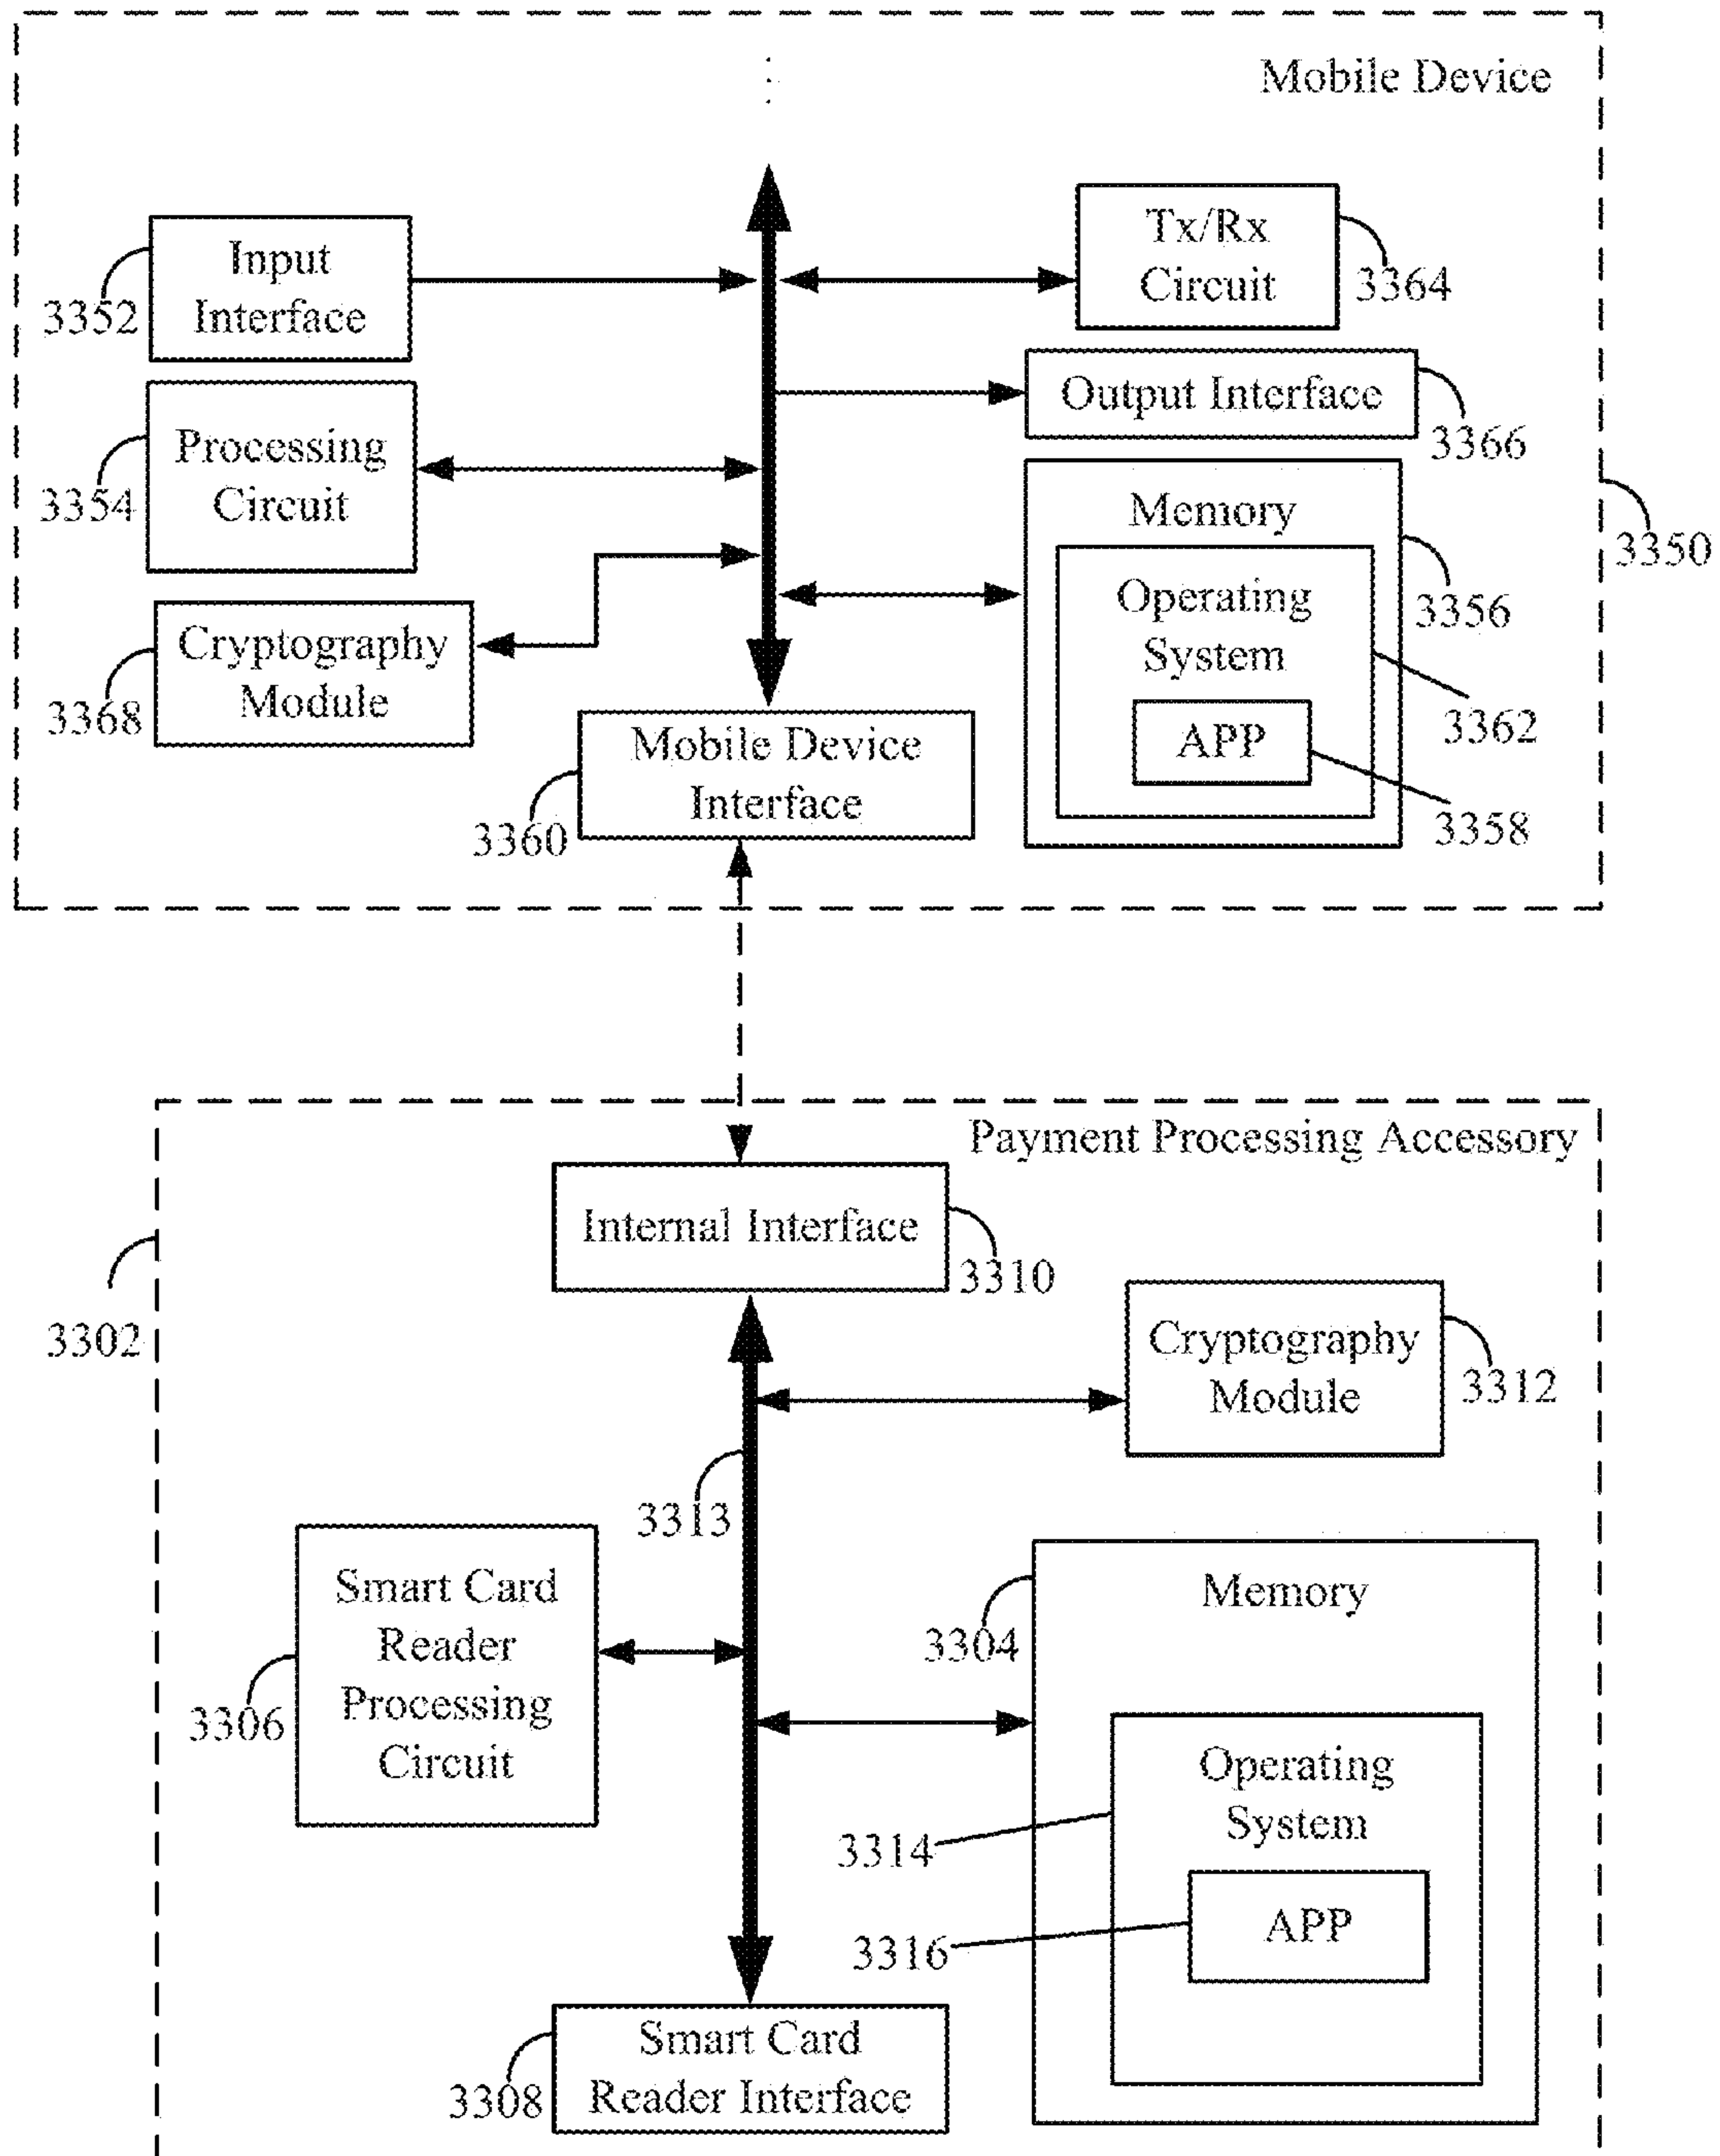 Mobile Device
Input
Interface
3352
Tx/Rx
Circuit
3364
Output Interface
3366
Processing
Circuit
3354
Memory
3356
3350
Operating
System
3362
APP
3358
Cryptography
Module
3368
Mobile Device
Interface
3360
Payment Processing Accessory
3302
Internal Interface
3310
Cryptography
Module
3312
3313
Smart Card
Reader
Processing
Circuit
3306
Memory
3304
Operating
System
3314
APP
3316
Smart Card
Reader Interface
3308